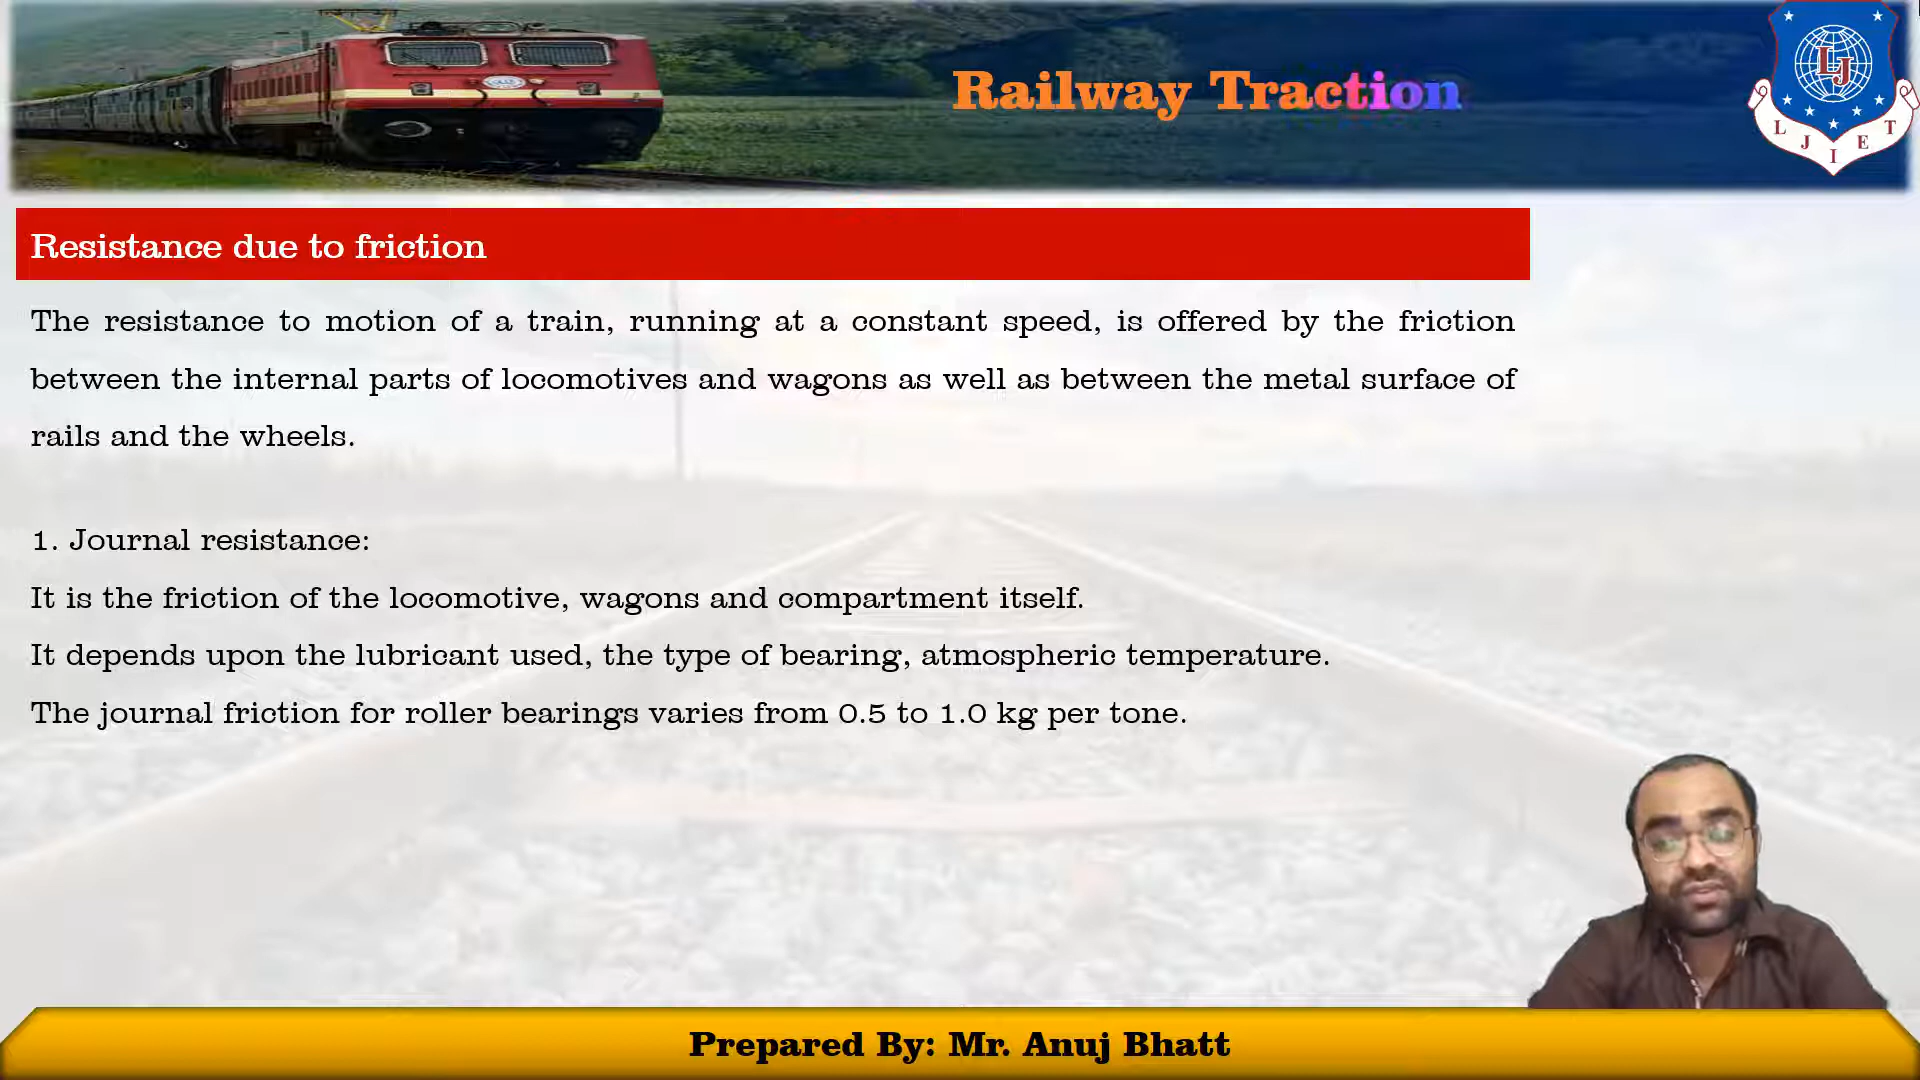 Railway Traction
LJ
L J I E T
Resistance due to friction
The resistance to motion of a train, running at a constant speed, is offered by the friction
between the internal parts of locomotives and wagons as well as between the metal surface of
rails and the wheels.
1. Journal resistance:
It is the friction of the locomotive, wagons and compartment itself.
It depends upon the lubricant used, the type of bearing, atmospheric temperature.
The journal friction for roller bearings varies from 0.5 to 1.0 kg per tone.
Prepared By: Mr. Anuj Bhatt